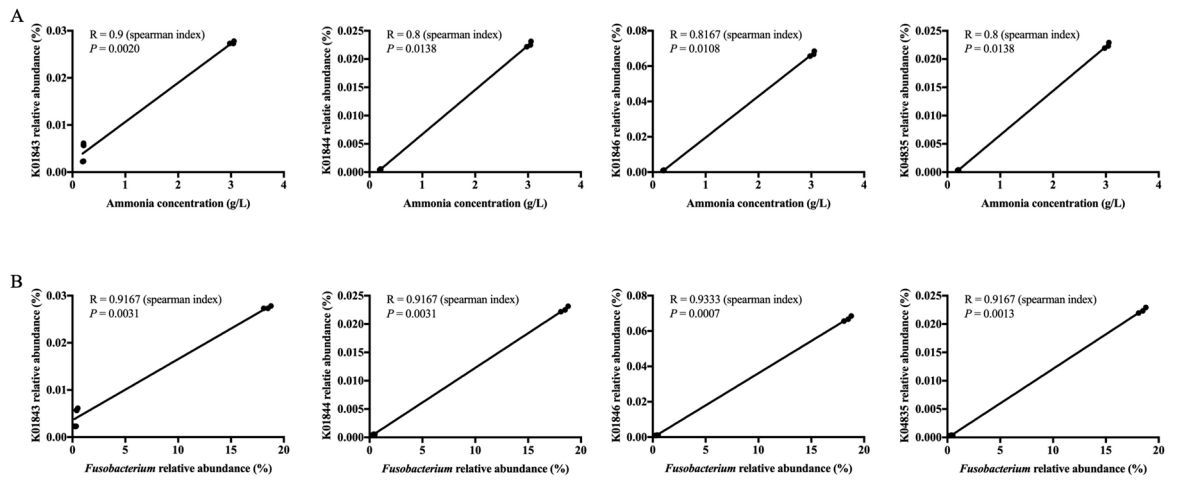 A
R = 0.9 (spearman index)
P = 0.0020
K01843 relative abundance (%)
0.03
0.02
0.01
0.00
0 1 2 3 4
Ammonia concentration (g/L)
R = 0.8 (spearman index)
P = 0.0138
K01844 relatie abundance (%)
0.025
0.020
0.015
0.010
0.005
0.000
0 1 2 3 4
Ammonia concentration (g/L)
R = 0.8167 (spearman index)
P = 0.0108
K01846 relative abundance (%)
0.08
0.06
0.04
0.02
0.00
0 1 2 3 4
Ammonia concentration (g/L)
R = 0.8 (spearman index)
P = 0.0138
K04835 relative abundance (%)
0.025
0.020
0.015
0.010
0.005
0.000
0 1 2 3 4
Ammonia concentration (g/L)
B
R = 0.9167 (spearman index)
P = 0.0031
K01843 relative abundance (%)
0.03
0.02
0.01
0.00
0 5 10 15 20
Fusobacterium relative abundance (%)
R = 0.9167 (spearman index)
P = 0.0031
K01844 relatie abundance (%)
0.025
0.020
0.015
0.010
0.005
0.000
0 5 10 15 20
Fusobacterium relative abundance (%)
R = 0.9333 (spearman index)
P = 0.0007
K01846 relative abundance (%)
0.08
0.06
0.04
0.02
0.00
0 5 10 15 20
Fusobacterium relative abundance (%)
R = 0.9167 (spearman index)
P = 0.0013
K04835 relative abundance (%)
0.025
0.020
0.015
0.010
0.005
0.000
0 5 10 15 20
Fusobacterium relative abundance (%)